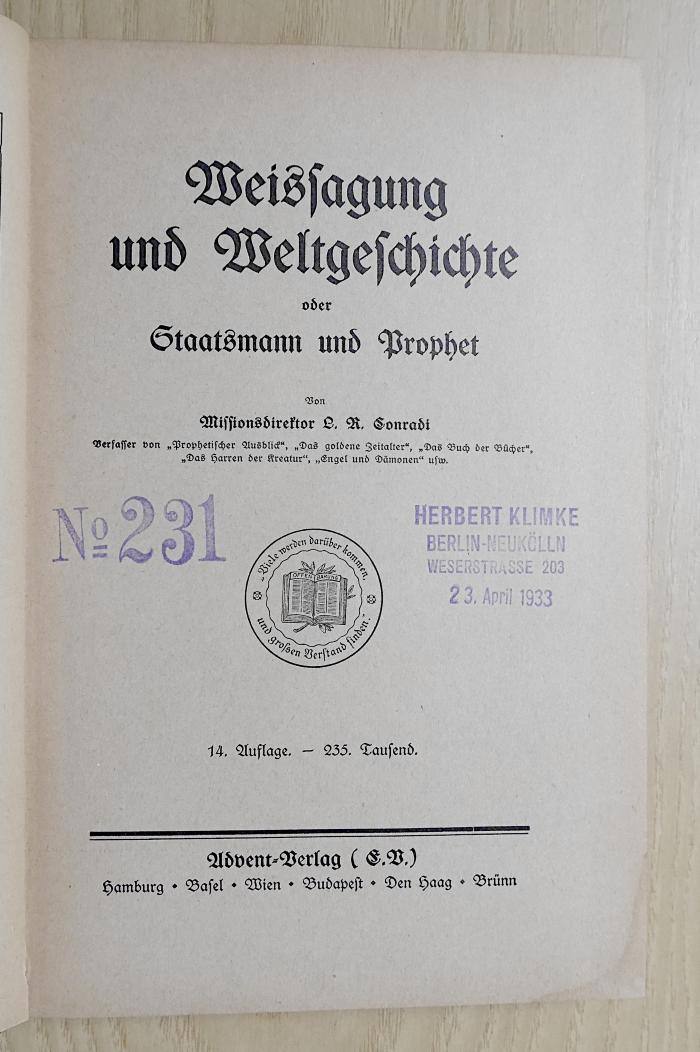 Weissagung
und Weltgeschichte
oder
Staatsmann und Prophet
Von
Missionsdirektor L. R. Conradi
Verfasser von „Prophetischer Ausblick“, „Das goldene Zeitalter“, „Das Buch der Bücher“,
„Das Harren der Kreatur“, „Engel und Dämonen“ usw.
No 231
HERBERT KLIMKE
BERLIN-NEUKÖLLN
WESERSTRASSE 203
23. April 1933
„Viele werden darüber kommen,
OFFENBARUNG
und großen Verstand finden.“
14. Auflage. — 235. Tausend.
Advent-Verlag (E.V.)
Hamburg • Basel • Wien • Budapest • Den Haag • Brünn